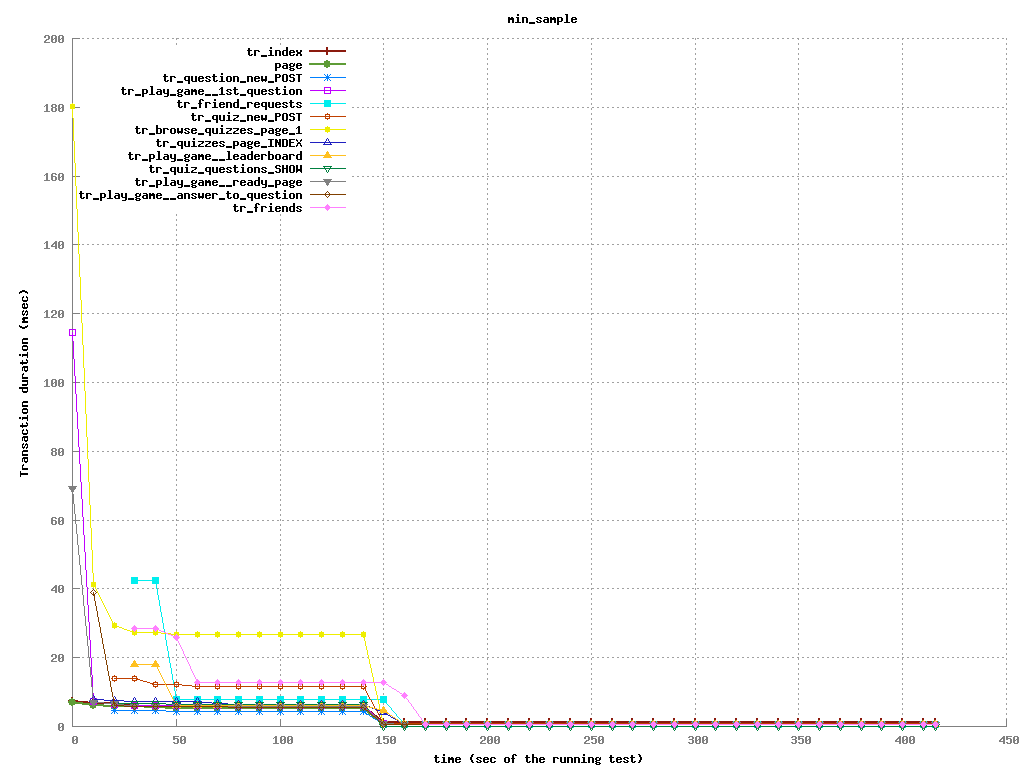 min_sample
200
180
160
140
120
100
80
60
40
20
0
Transaction duration (msec)
tr_index
page
tr_question_new_POST
tr_play_game__1st_question
tr_friend_requests
tr_quiz_new_POST
tr_browse_quizzes_page_1
tr_quizzes_page_INDEX
tr_play_game__leaderboard
tr_quiz_questions_SHOW
tr_play_game__ready_page
tr_play_game__answer_to_question
tr_friends
0 50 100 150 200 250 300 350 400 450
time (sec of the running test)